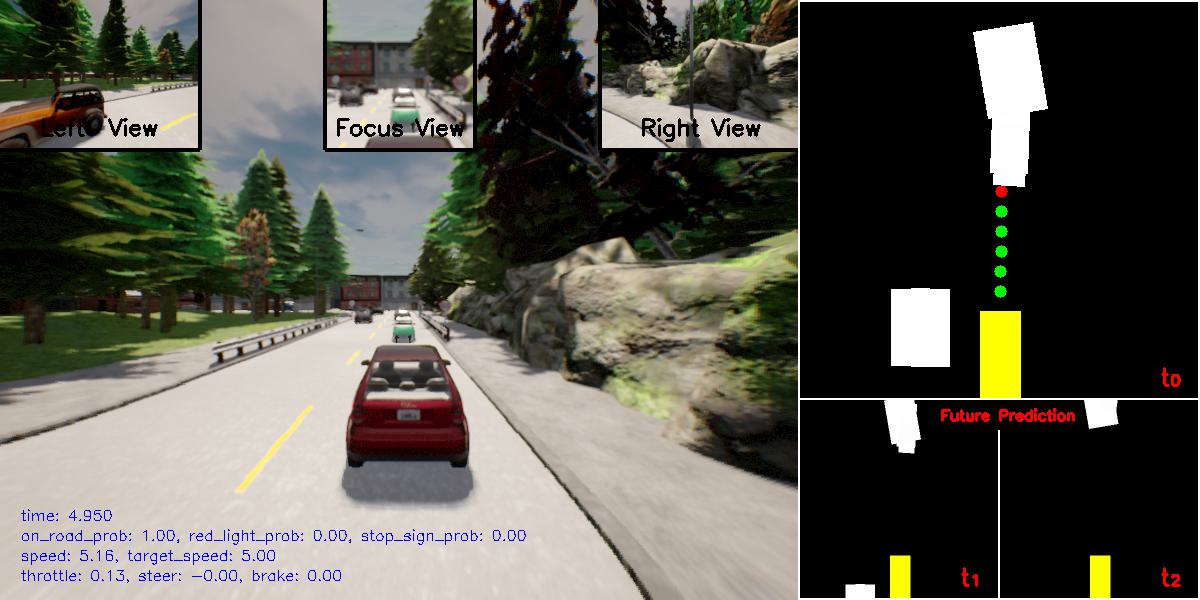 Left View
Focus View
Right View
time: 4.950
on_road_prob: 1.00, red_light_prob: 0.00, stop_sign_prob: 0.00
speed: 5.16, target_speed: 5.00
throttle: 0.13, steer: -0.00, brake: 0.00
t0
Future Prediction
t1
t2